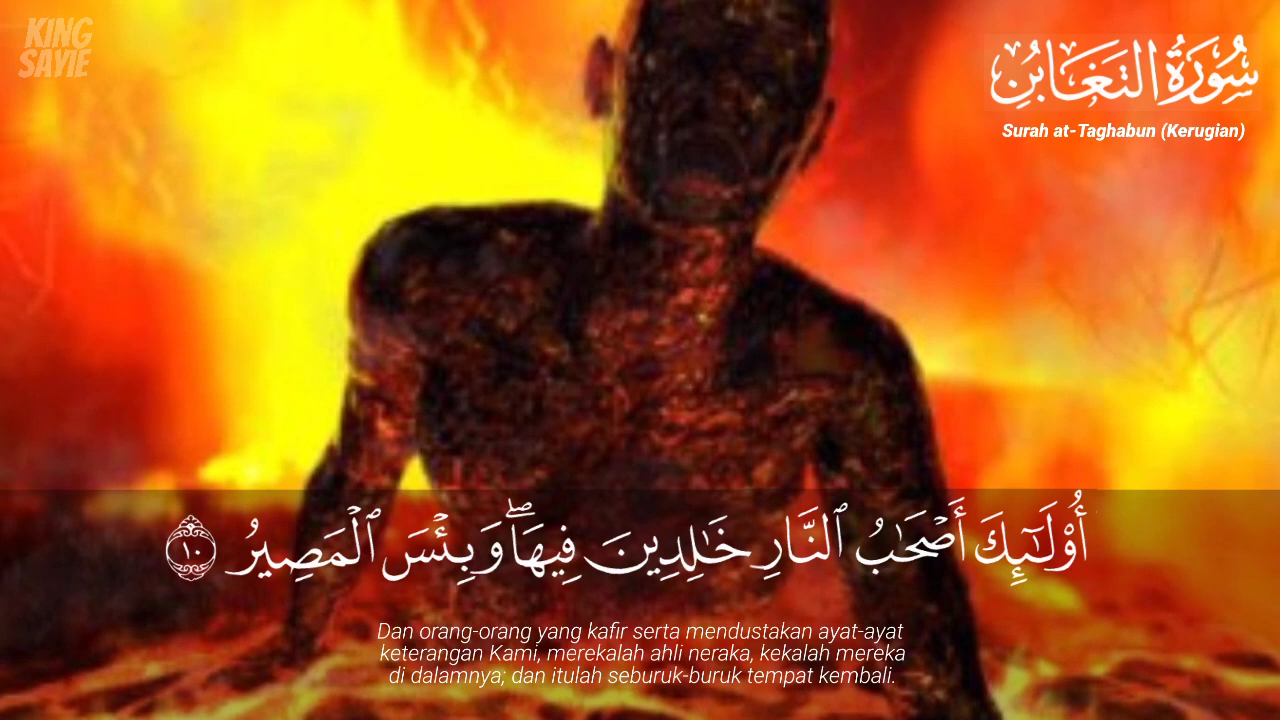 KING
SAYIE
سُورَةُ التَّغَابُنِ
Surah at-Taghabun (Kerugian)
أُو۟لَـٰٓئِكَ أَصْحَـٰبُ ٱلنَّارِ خَـٰلِدِينَ فِيهَا ۖ وَبِئْسَ ٱلْمَصِيرُ ١٠
Dan orang-orang yang kafir serta mendustakan ayat-ayat
keterangan Kami, merekalah ahli neraka, kekalah mereka
di dalamnya; dan itulah seburuk-buruk tempat kembali.